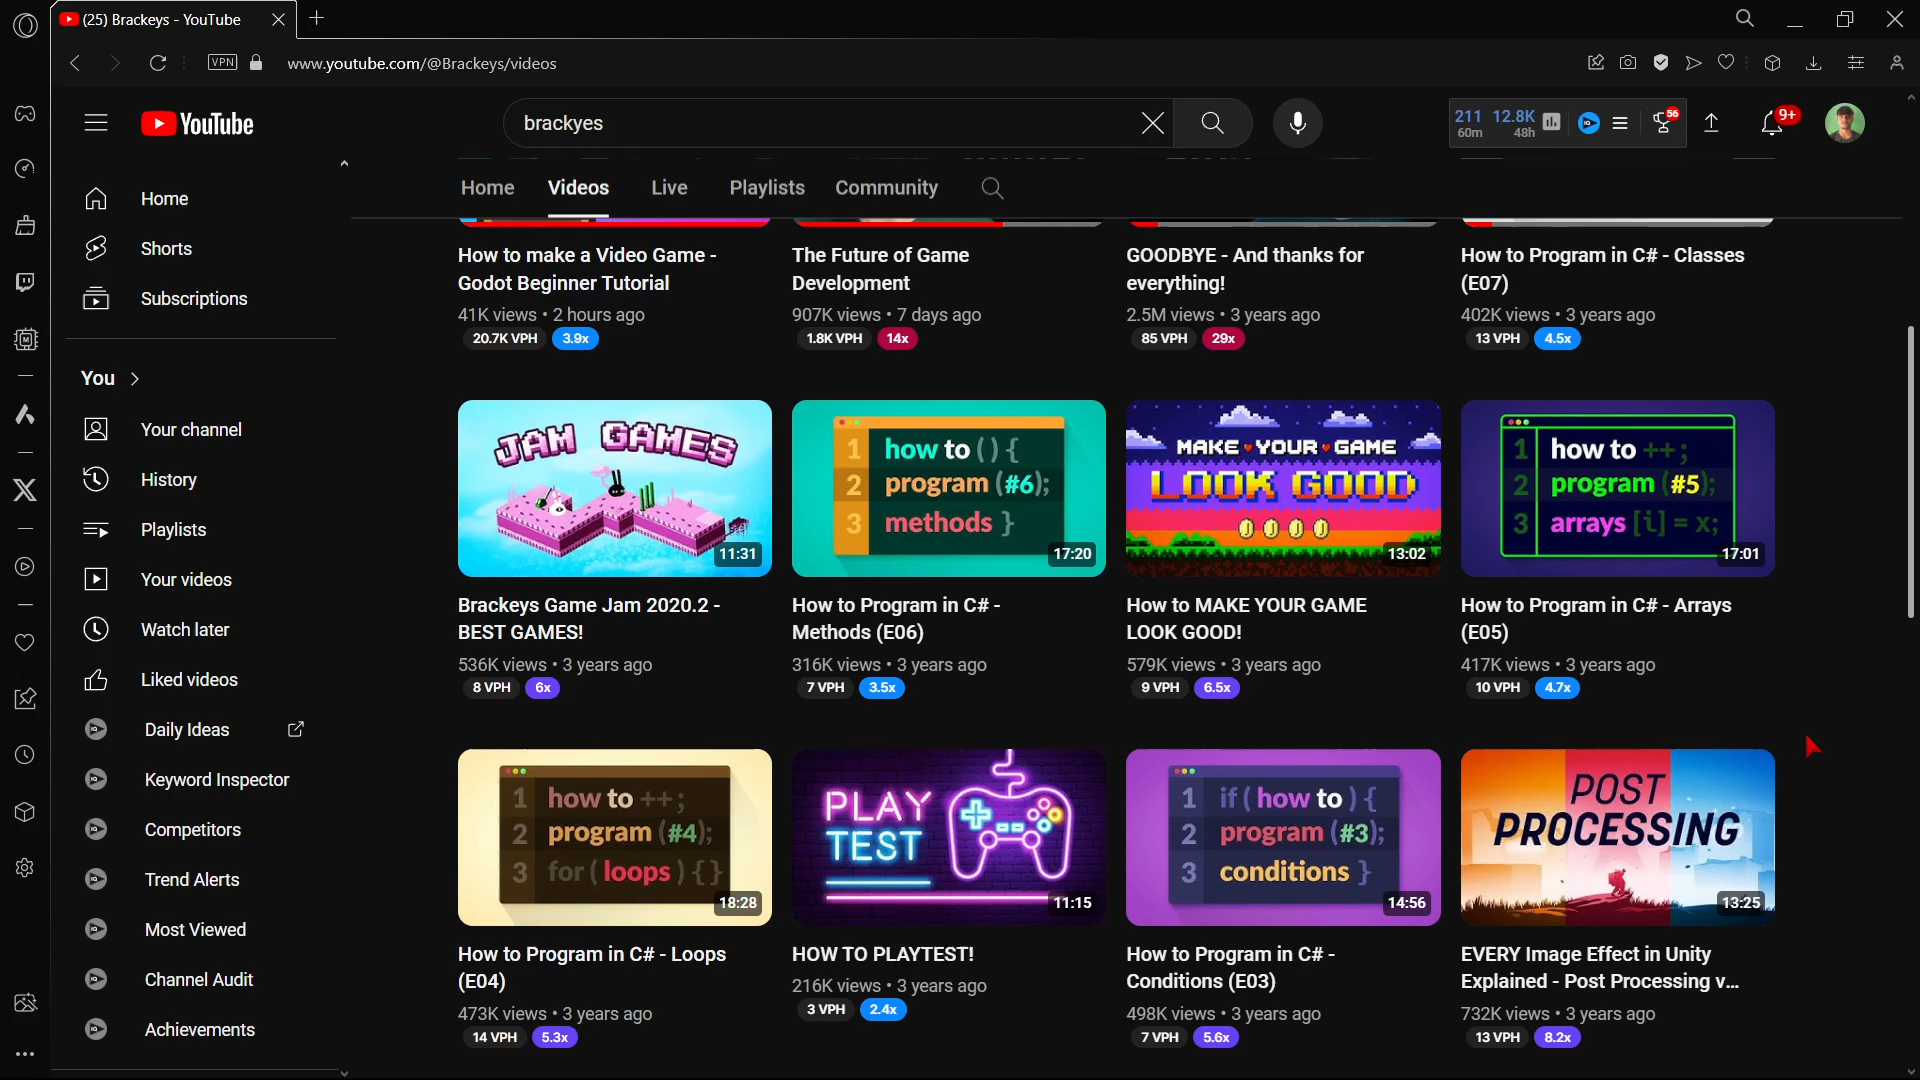 (25) Brackeys - YouTube
VPN
www.youtube.com/@Brackeys/videos
YouTube
brackyes
211 12.8K
60m 48h
56
9+
Home
Videos
Live
Playlists
Community
Home
Shorts
Subscriptions
You
Your channel
History
Playlists
Your videos
Watch later
Liked videos
Daily Ideas
Keyword Inspector
Competitors
Trend Alerts
Most Viewed
Channel Audit
Achievements
How to make a Video Game -
Godot Beginner Tutorial
41K views • 2 hours ago
20.7K VPH 3.9x
The Future of Game
Development
907K views • 7 days ago
1.8K VPH 14x
GOODBYE - And thanks for
everything!
2.5M views • 3 years ago
85 VPH 29x
How to Program in C# - Classes
(E07)
402K views • 3 years ago
13 VPH 4.5x
JAM GAMES
11:31
Brackeys Game Jam 2020.2 -
BEST GAMES!
536K views • 3 years ago
8 VPH 6x
1 how to () {
2 program (#6);
3 methods }
17:20
How to Program in C# -
Methods (E06)
316K views • 3 years ago
7 VPH 3.5x
MAKE YOUR GAME
LOOK GOOD
13:02
How to MAKE YOUR GAME
LOOK GOOD!
579K views • 3 years ago
9 VPH 6.5x
1 how to ++;
2 program (#5);
3 arrays [i] = x;
17:01
How to Program in C# - Arrays
(E05)
417K views • 3 years ago
10 VPH 4.7x
1 how to ++;
2 program (#4);
3 for ( loops ) { }
18:28
How to Program in C# - Loops
(E04)
473K views • 3 years ago
14 VPH 5.3x
PLAY
TEST
11:15
HOW TO PLAYTEST!
216K views • 3 years ago
3 VPH 2.4x
1 if ( how to ) {
2 program (#3);
3 conditions }
14:56
How to Program in C# -
Conditions (E03)
498K views • 3 years ago
7 VPH 5.6x
POST
PROCESSING
13:25
EVERY Image Effect in Unity
Explained - Post Processing v...
732K views • 3 years ago
13 VPH 8.2x